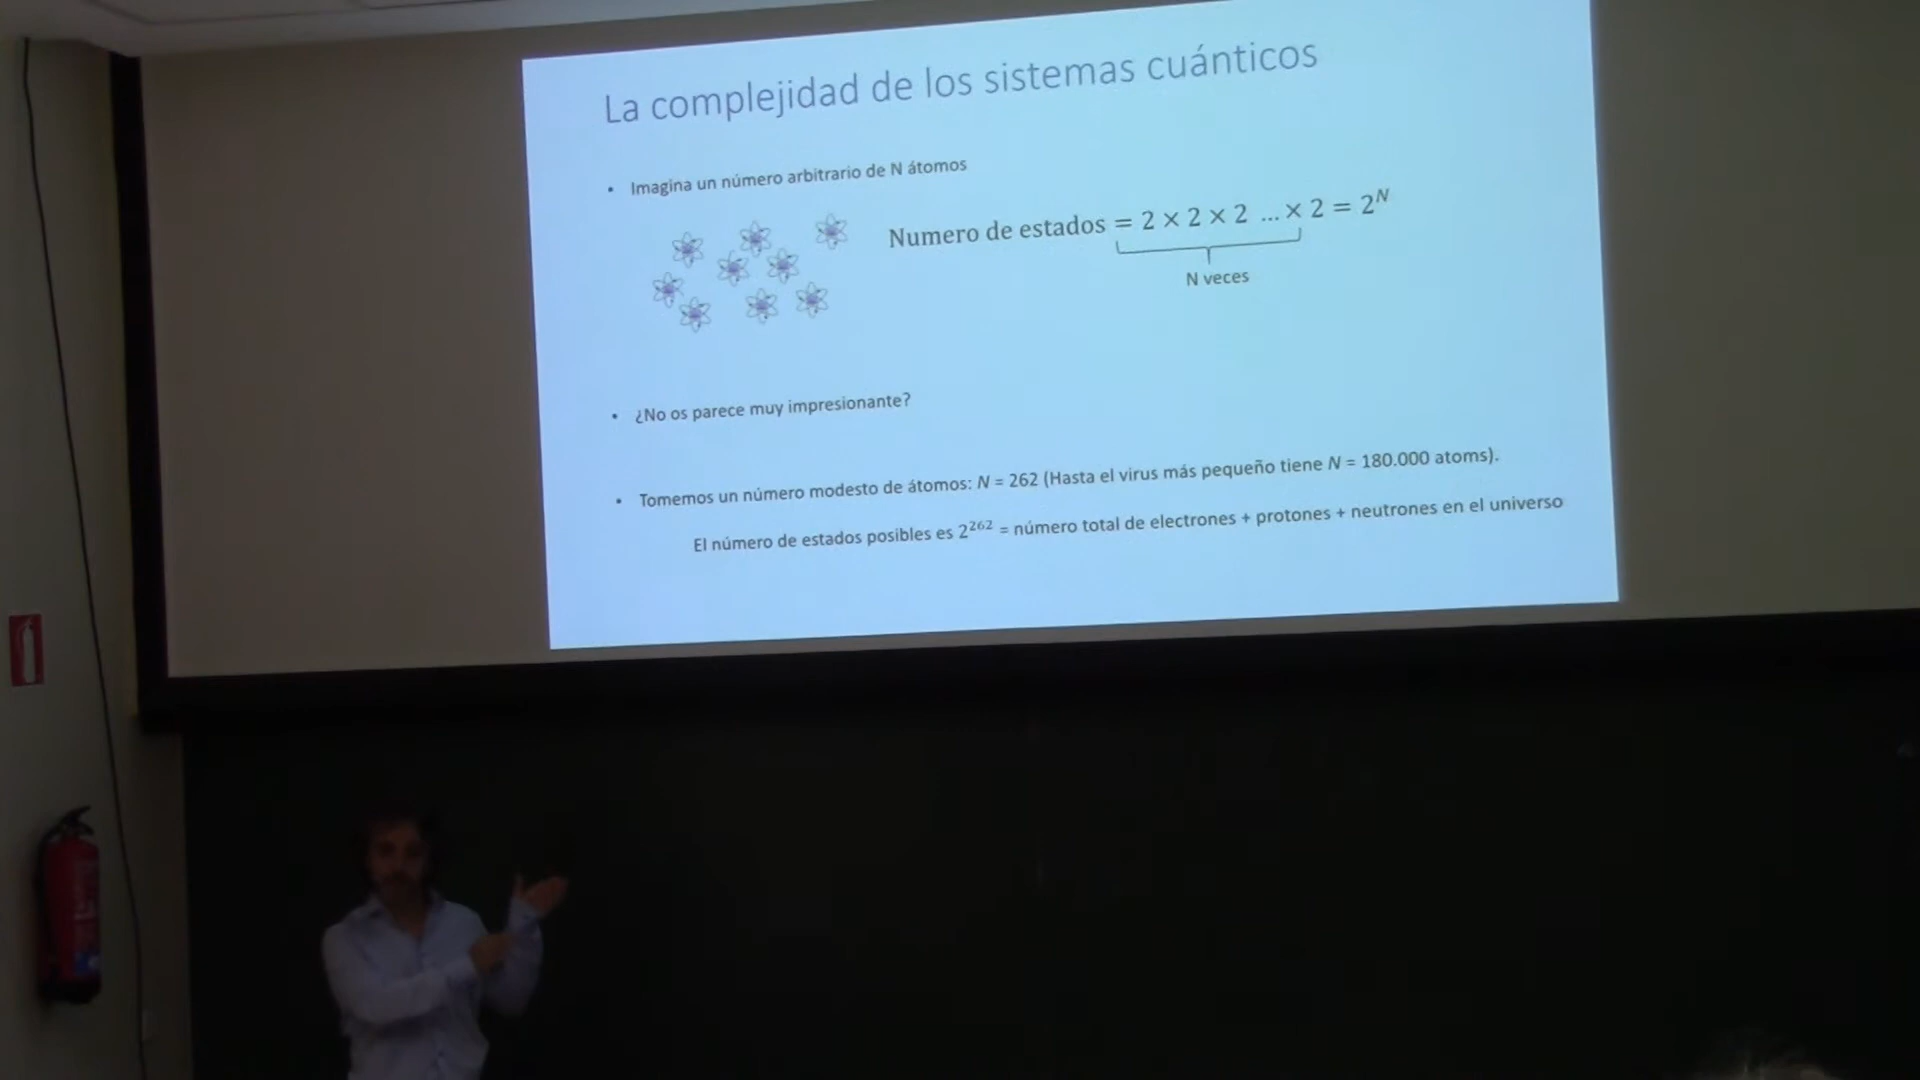 La complejidad de los sistemas cuánticos
• Imagina un número arbitrario de N átomos
Numero de estados = 2 × 2 × 2 … × 2 = 2^N
N veces
• ¿No os parece muy impresionante?
• Tomemos un número modesto de átomos: N = 262 (Hasta el virus más pequeño tiene N = 180.000 atoms).
El número de estados posibles es 2^262 = número total de electrones + protones + neutrones en el universo